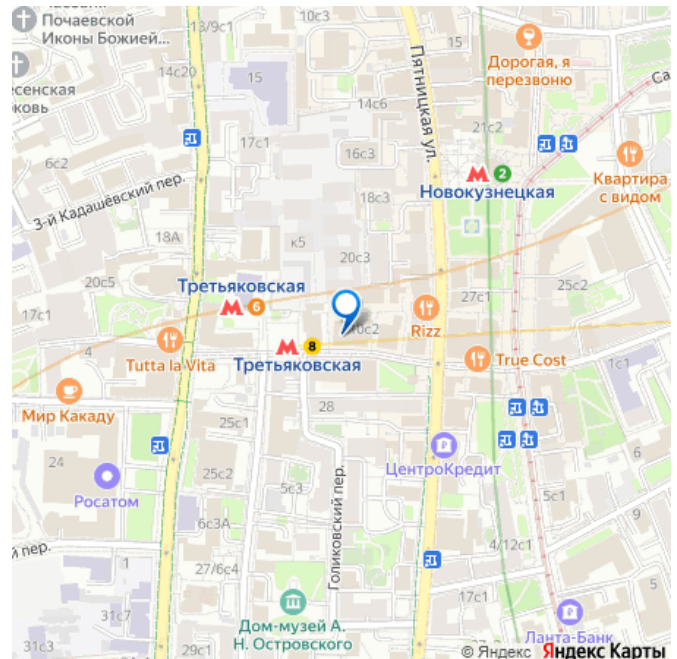 Почаевской
Иконы Божией...
13/9с1
10с3
15
есенская
ковь
14с20
15
14с6
Пятницкая ул.
Дорогая, я
перезвоню
21с2
Са
6с2
17с1
16с3
2
Новокузнецкая
Квартира
с видом
3-й Кадашёвский пер.
18с3
18А
к5
20с3
20с5
Третьяковская
6
27с1
25с2
17с1
Rizz
10с2
8
Третьяковская
Tutta la Vita
True Cost
1с1
Мир Какаду
28
25с1
24
ЦентроКредит
25с2
Росатом
5с3
Голиковский пер.
5с1
9
6с3А
й пер.
1
4/12с1
27/6с4
5
31с7
17с1
31с2
Дом-музей А.
Н. Островского
Ланта-Банк
29с1
© Яндекс Яндекс Карты